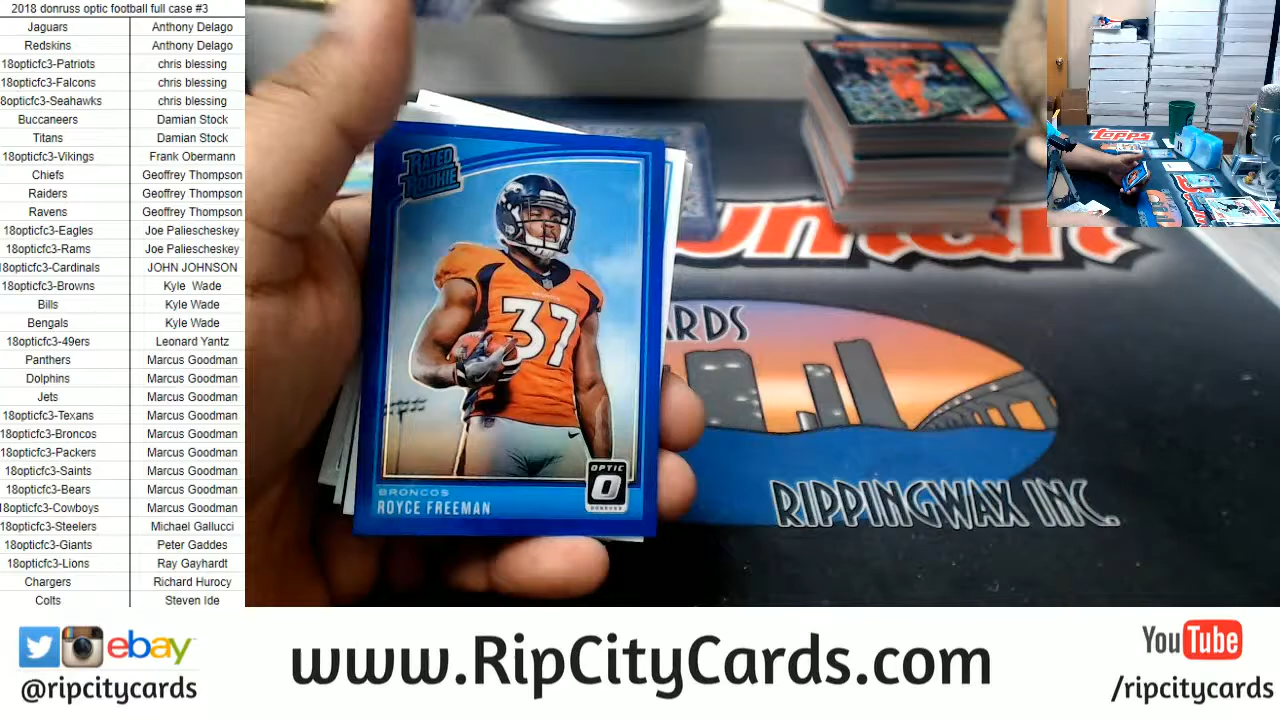 2018 donruss optic football full case #3
Jaguars Anthony Delago
Redskins Anthony Delago
18opticfc3-Patriots chris blessing
18opticfc3-Falcons chris blessing
8opticfc3-Seahawks chris blessing
Buccaneers Damian Stock
Titans Damian Stock
18opticfc3-Vikings Frank Obermann
Chiefs Geoffrey Thompson
Raiders Geoffrey Thompson
Ravens Geoffrey Thompson
18opticfc3-Eagles Joe Paliescheskey
18opticfc3-Rams Joe Paliescheskey
18opticfc3-Cardinals JOHN JOHNSON
18opticfc3-Browns Kyle Wade
Bills Kyle Wade
Bengals Kyle Wade
18opticfc3-49ers Leonard Yantz
Panthers Marcus Goodman
Dolphins Marcus Goodman
Jets Marcus Goodman
18opticfc3-Texans Marcus Goodman
18opticfc3-Broncos Marcus Goodman
18opticfc3-Packers Marcus Goodman
18opticfc3-Saints Marcus Goodman
18opticfc3-Bears Marcus Goodman
18opticfc3-Cowboys Marcus Goodman
18opticfc3-Steelers Michael Gallucci
18opticfc3-Giants Peter Gaddes
18opticfc3-Lions Ray Gayhardt
Chargers Richard Hurocy
Colts Steven Ide
RATED
ROOKIE
37
OPTIC
O
DONRUSS
BRONCOS
ROYCE FREEMAN
topps
ARDS
RIPPINGWAX INC.
ebay
@ripcitycards
www.RipCityCards.com
YouTube
/ripcitycards